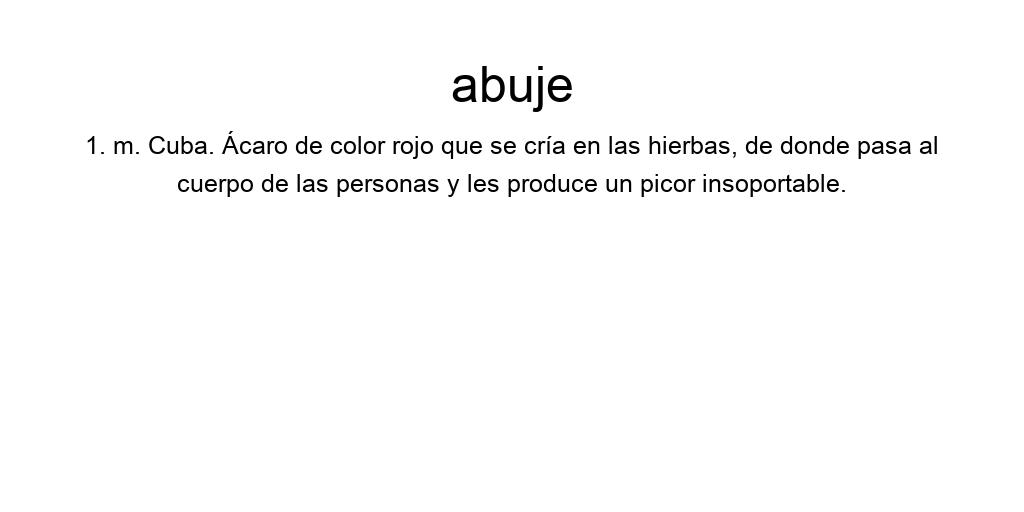 abuje
1. m. Cuba. Ácaro de color rojo que se cría en las hierbas, de donde pasa al
cuerpo de las personas y les produce un picor insoportable.